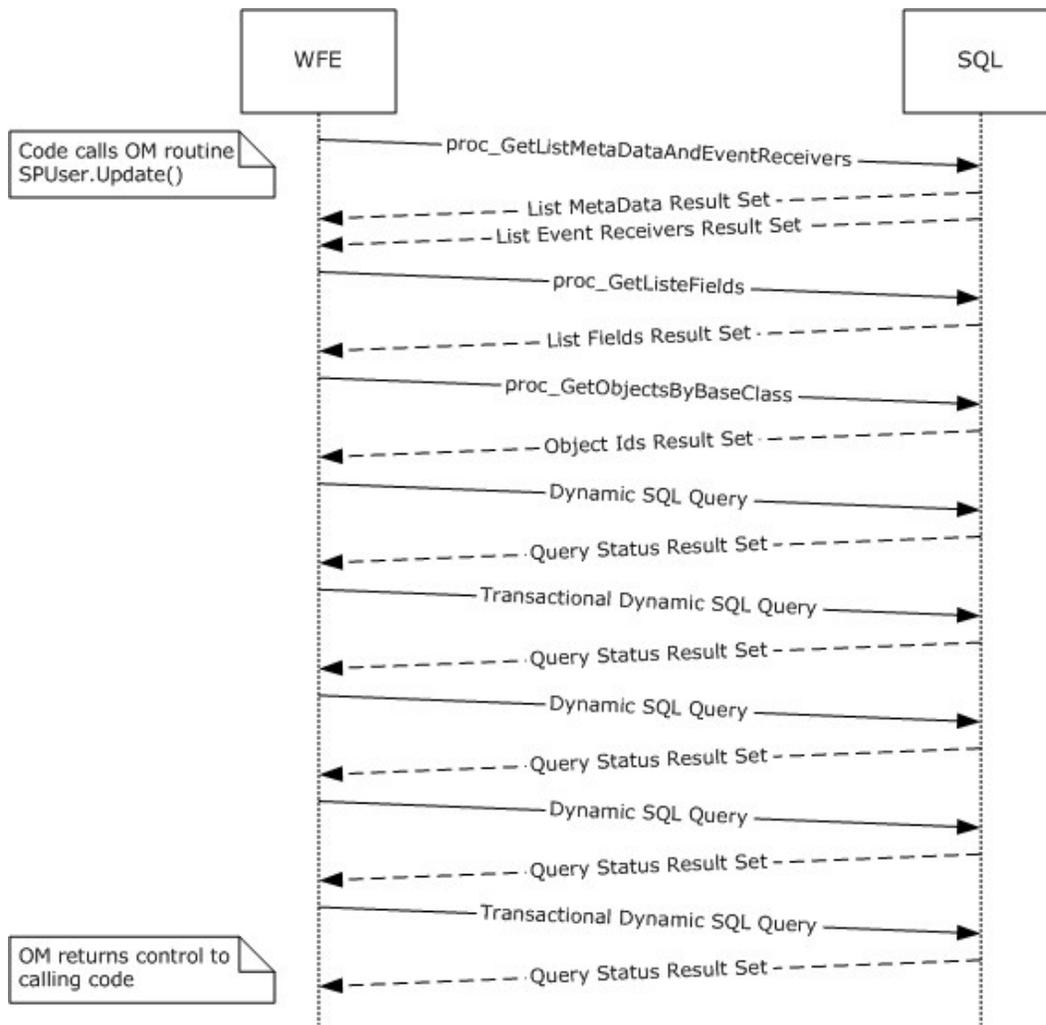 WFE
SQL
Code calls OM routine
SPUser.Update()
proc_GetListMetaDataAndEventReceivers
List MetaData Result Set
List Event Receivers Result Set
proc_GetListeFields
List Fields Result Set
proc_GetObjectsByBaseClass
Object Ids Result Set
Dynamic SQL Query
Query Status Result Set
Transactional Dynamic SQL Query
Query Status Result Set
Dynamic SQL Query
Query Status Result Set
Dynamic SQL Query
Query Status Result Set
Transactional Dynamic SQL Query
OM returns control to
calling code
Query Status Result Set